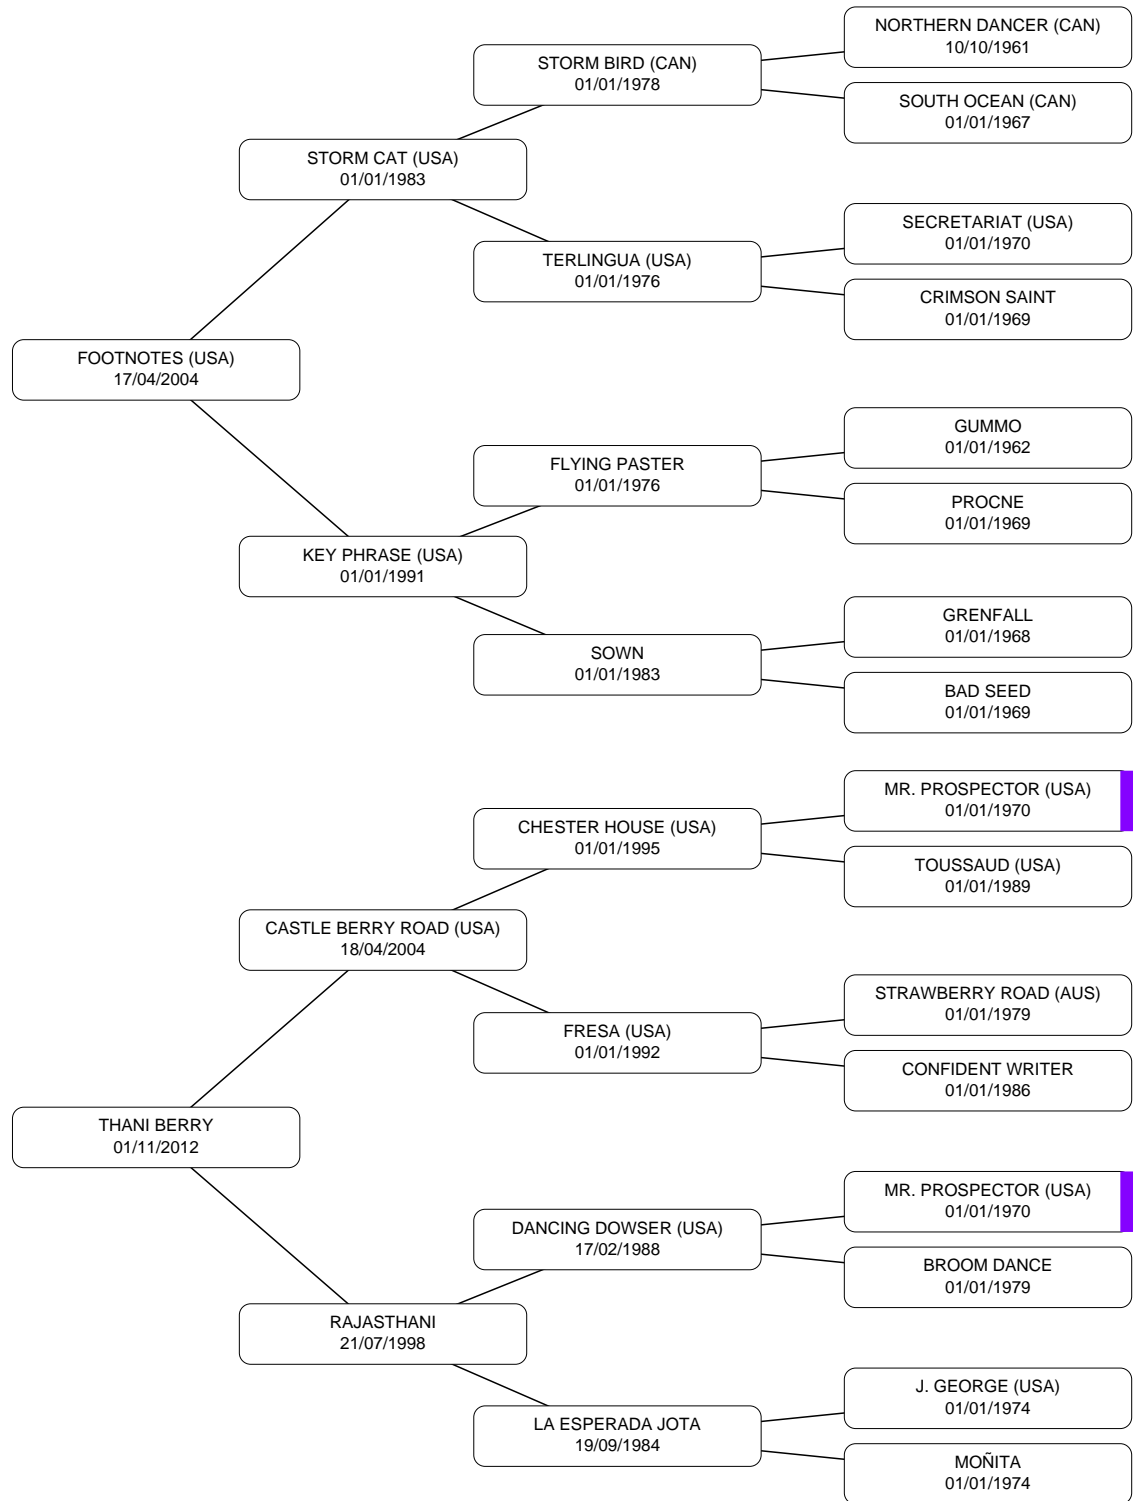 NORTHERN DANCER (CAN)
10/10/1961
STORM BIRD (CAN)
01/01/1978
SOUTH OCEAN (CAN)
01/01/1967
STORM CAT (USA)
01/01/1983
SECRETARIAT (USA)
01/01/1970
TERLINGUA (USA)
01/01/1976
CRIMSON SAINT
01/01/1969
FOOTNOTES (USA)
17/04/2004
GUMMO
01/01/1962
FLYING PASTER
01/01/1976
PROCNE
01/01/1969
KEY PHRASE (USA)
01/01/1991
GRENFALL
01/01/1968
SOWN
01/01/1983
BAD SEED
01/01/1969
MR. PROSPECTOR (USA)
01/01/1970
CHESTER HOUSE (USA)
01/01/1995
TOUSSAUD (USA)
01/01/1989
CASTLE BERRY ROAD (USA)
18/04/2004
STRAWBERRY ROAD (AUS)
01/01/1979
FRESA (USA)
01/01/1992
CONFIDENT WRITER
01/01/1986
THANI BERRY
01/11/2012
MR. PROSPECTOR (USA)
01/01/1970
DANCING DOWSER (USA)
17/02/1988
BROOM DANCE
01/01/1979
RAJASTHANI
21/07/1998
J. GEORGE (USA)
01/01/1974
LA ESPERADA JOTA
19/09/1984
MOÑITA
01/01/1974